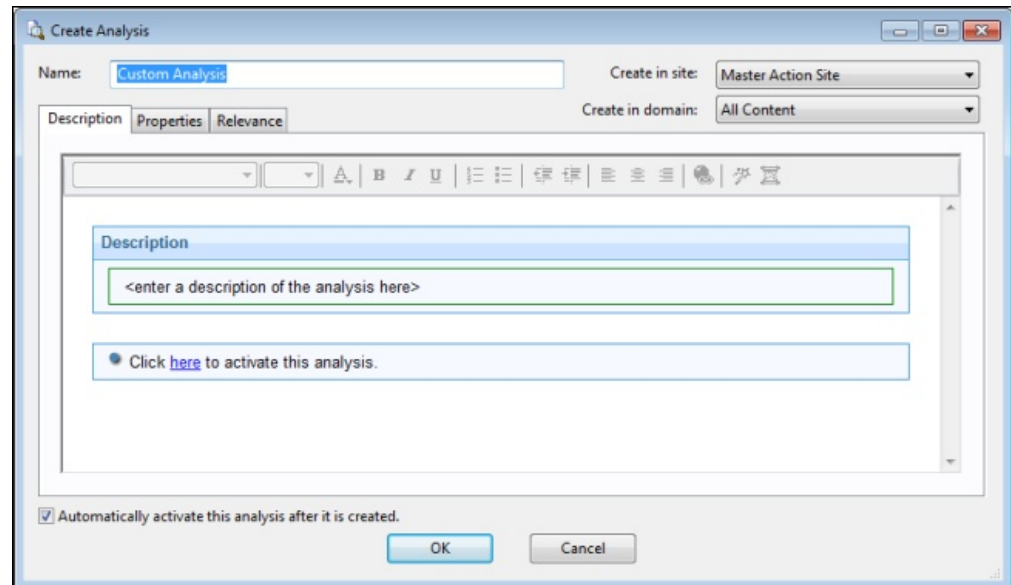 Create Analysis
Name: Custom Analysis Create in site: Master Action Site
Create in domain: All Content
Description Properties Relevance
A B I U
Description
<enter a description of the analysis here>
Click here to activate this analysis.
Automatically activate this analysis after it is created.
OK Cancel